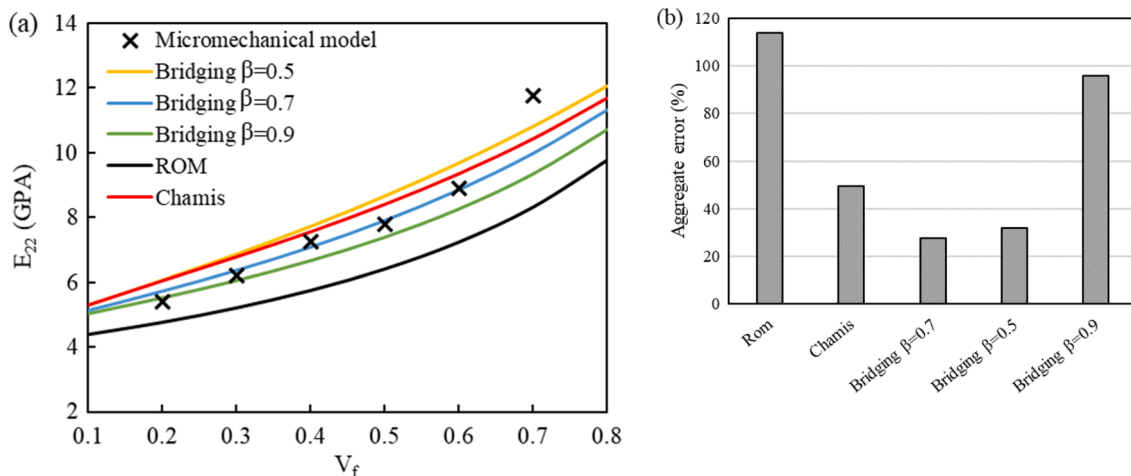 (a)
14
12
10
8
6
4
2
E22 (GPA)
× Micromechanical model
Bridging β=0.5
Bridging β=0.7
Bridging β=0.9
ROM
Chamis
0.1 0.2 0.3 0.4 0.5 0.6 0.7 0.8
Vf
(b)
120
100
80
60
40
20
0
Aggregate error (%)
Rom
Chamis
Bridging β=0.7
Bridging β=0.5
Bridging β=0.9